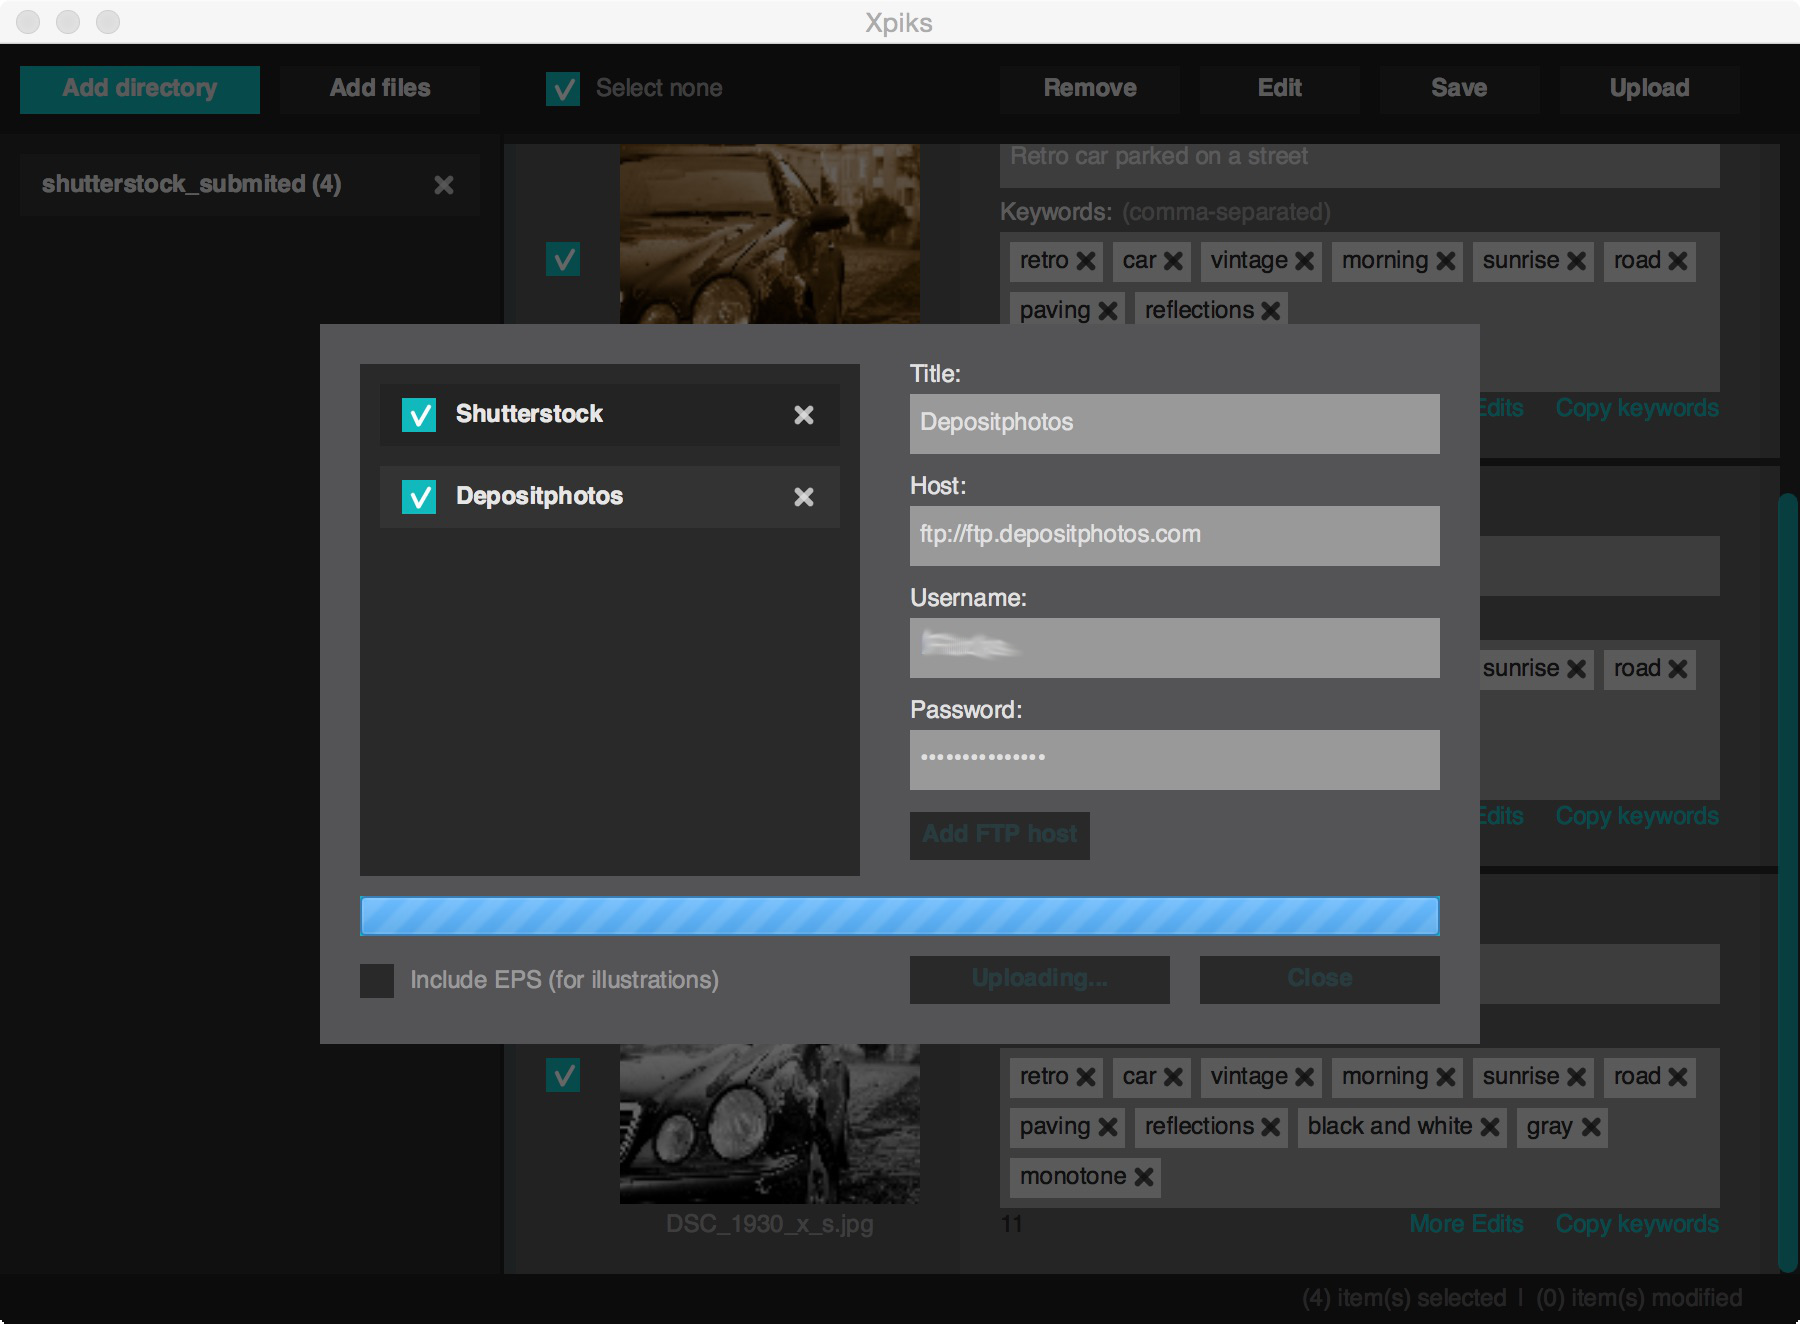 Xpiks
Add directory Add files Select none Remove Edit Save Upload
shutterstock_submited (4)
Retro car parked on a street
Keywords: (comma-separated)
retro car vintage morning sunrise road
paving reflections
Edits Copy keywords
Shutterstock
Depositphotos
Title:
Depositphotos
Host:
ftp://ftp.depositphotos.com
Username:
Password:
•••••••••••••••
Add FTP host
sunrise road
Edits Copy keywords
Include EPS (for illustrations)
Uploading...
Close
retro car vintage morning sunrise road
paving reflections black and white gray
monotone
DSC_1930_x_s.jpg
11
More Edits Copy keywords
(4) item(s) selected | (0) item(s) modified